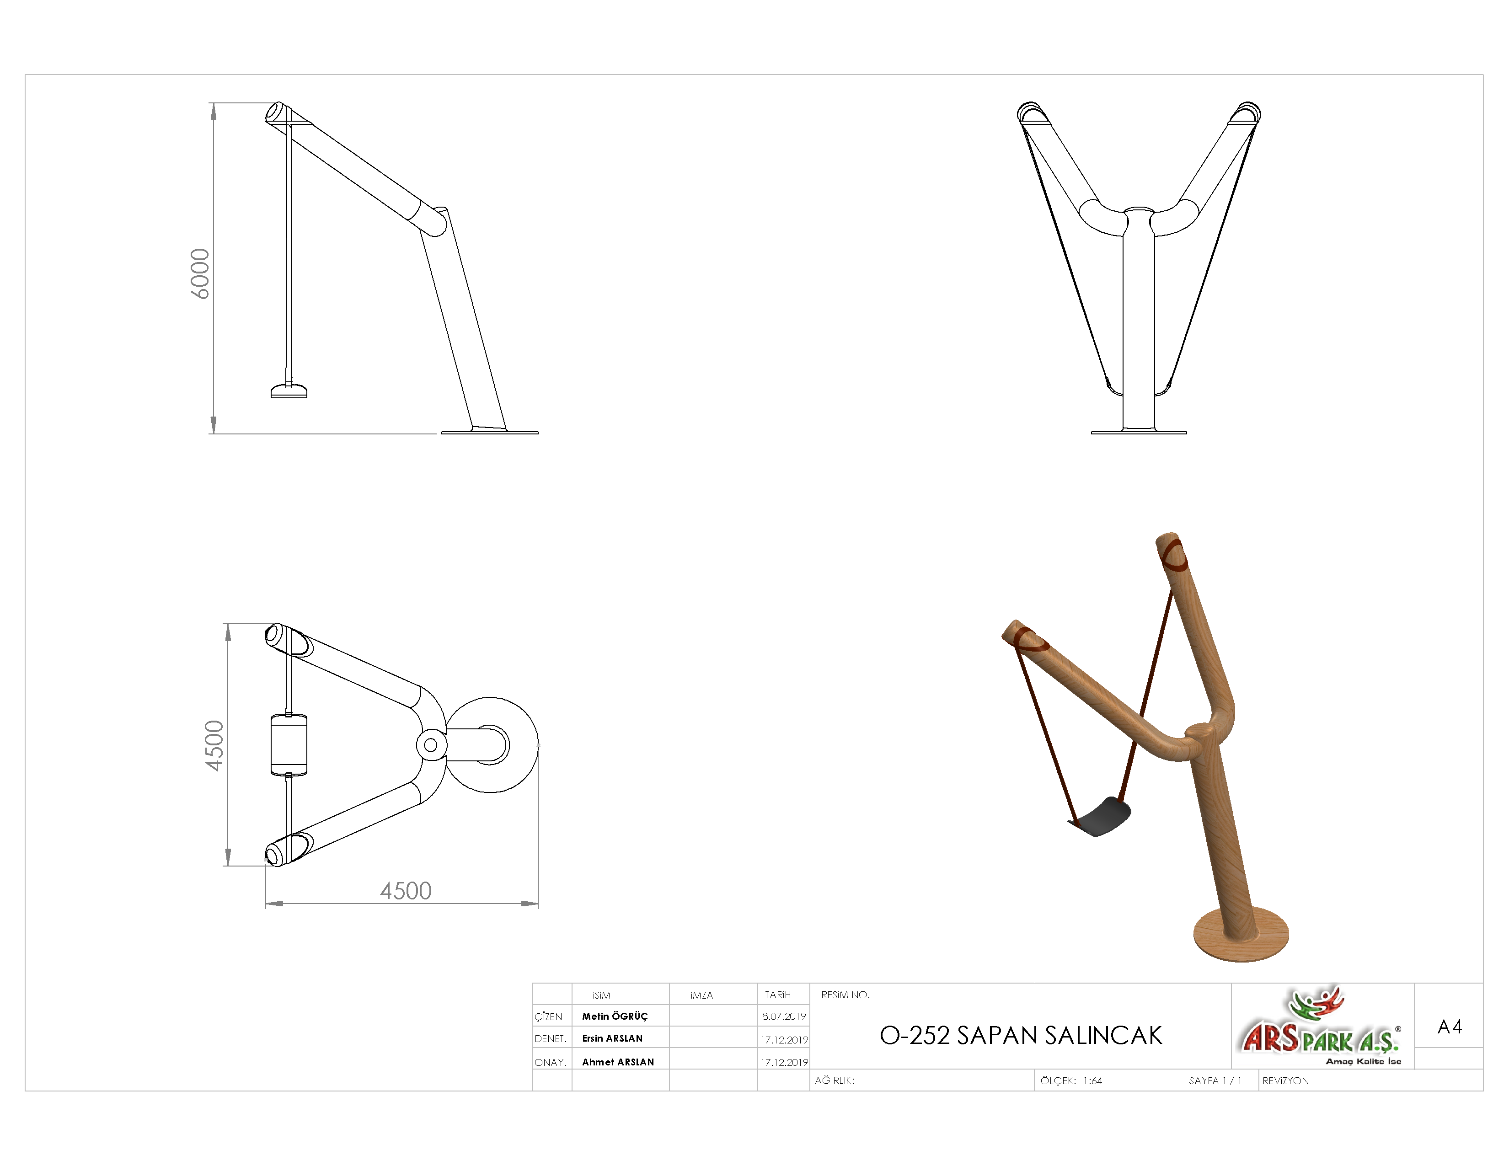 6000
4500
4500
İSİM
İMZA
TARİH
RESİM NO.
ÇİZEN
Metin ÖGRÜÇ
8.07.2019
O-252 SAPAN SALINCAK
ARSPARK A.Ş.®
Amaç Kalite İse
A4
DENET.
Ersin ARSLAN
17.12.2019
ONAY.
Ahmet ARSLAN
17.12.2019
AĞIRLIK:
ÖLÇEK: 1:64
SAYFA 1 / 1
REVİZYON